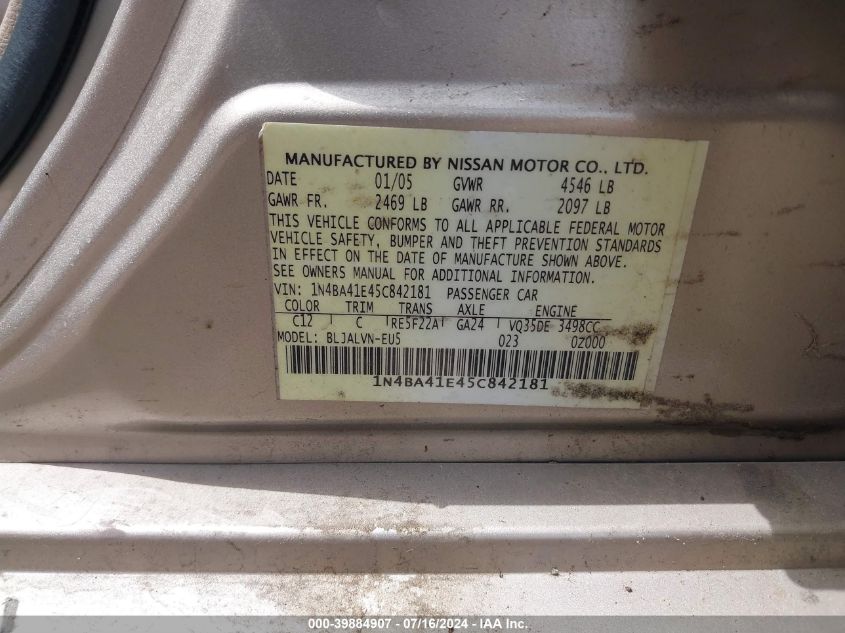 MANUFACTURED BY NISSAN MOTOR CO., LTD.
DATE 01/05 GVWR 4546 LB
GAWR FR. 2469 LB GAWR RR. 2097 LB
THIS VEHICLE CONFORMS TO ALL APPLICABLE FEDERAL MOTOR
VEHICLE SAFETY, BUMPER AND THEFT PREVENTION STANDARDS
IN EFFECT ON THE DATE OF MANUFACTURE SHOWN ABOVE.
SEE OWNERS MANUAL FOR ADDITIONAL INFORMATION.
VIN: 1N4BA41E45C842181 PASSENGER CAR
COLOR TRIM TRANS AXLE ENGINE
C12 C RE5F22A GA24 VQ35DE 3498CC
MODEL: BLJALVN-EU5 023 0Z000
1N4BA41E45C842181
000-39884907 / 07/16/2024 - IAA Inc.